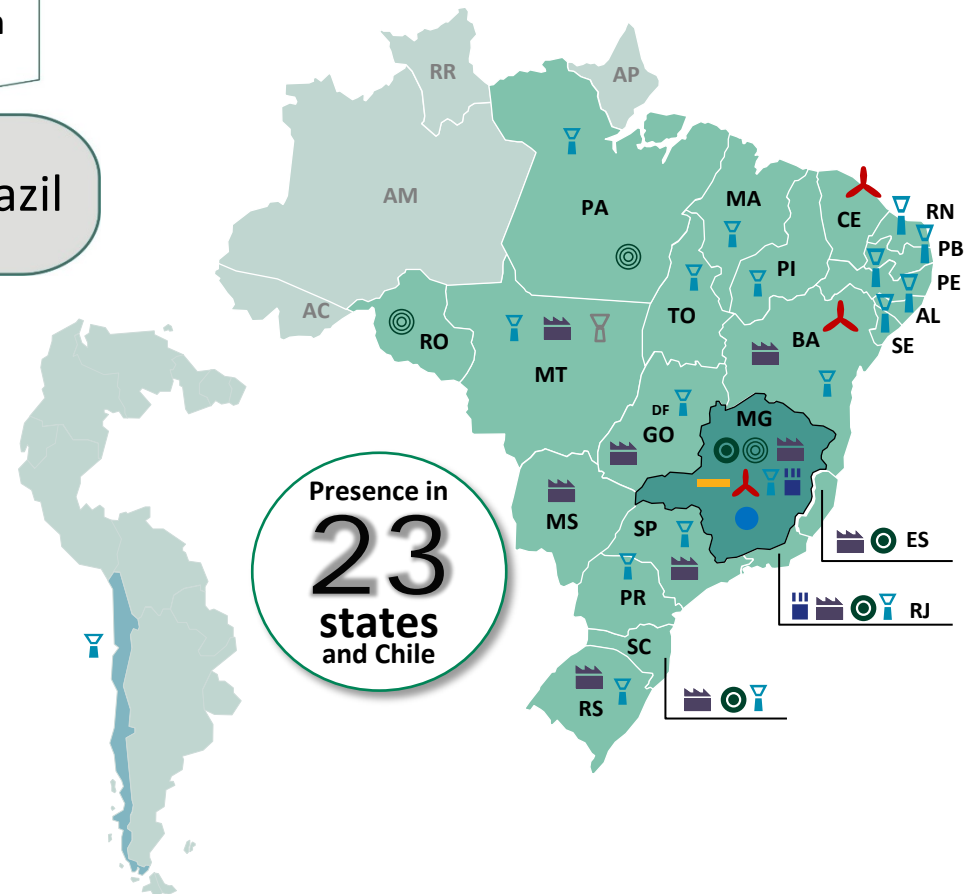 azil
RR
AP
AM
PA
MA
CE
RN
PB
PI
PE
AC
RO
TO
AL
BA
SE
MT
DF
GO
MG
Presence in
23
states
and Chile
MS
SP
ES
PR
RJ
SC
RS